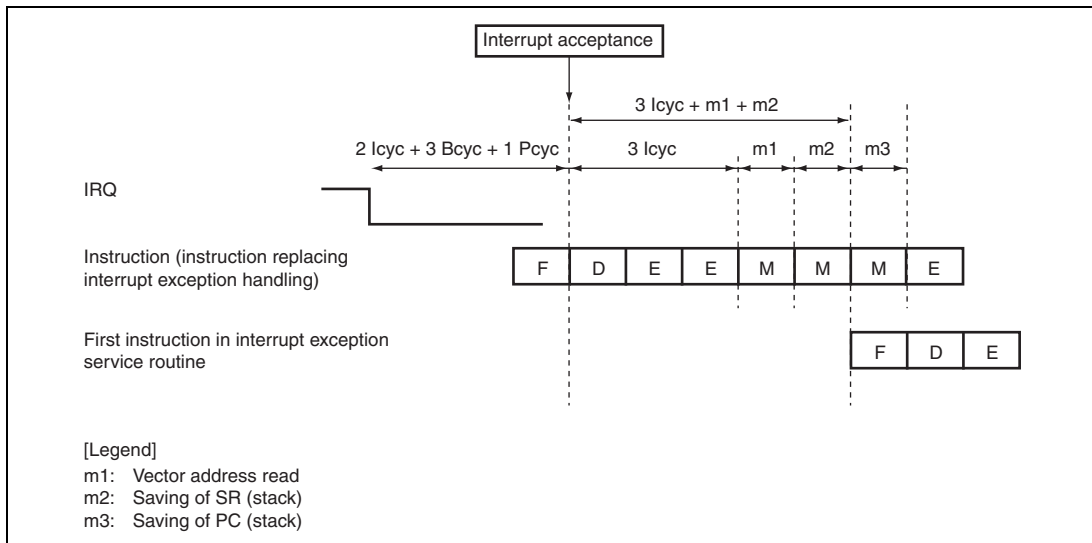 Interrupt acceptance
3 Icyc + m1 + m2
2 Icyc + 3 Bcyc + 1 Pcyc
3 Icyc
m1
m2
m3
IRQ
Instruction (instruction replacing
interrupt exception handling)
F D E E M M M E
First instruction in interrupt exception
service routine
F D E
[Legend]
m1: Vector address read
m2: Saving of SR (stack)
m3: Saving of PC (stack)